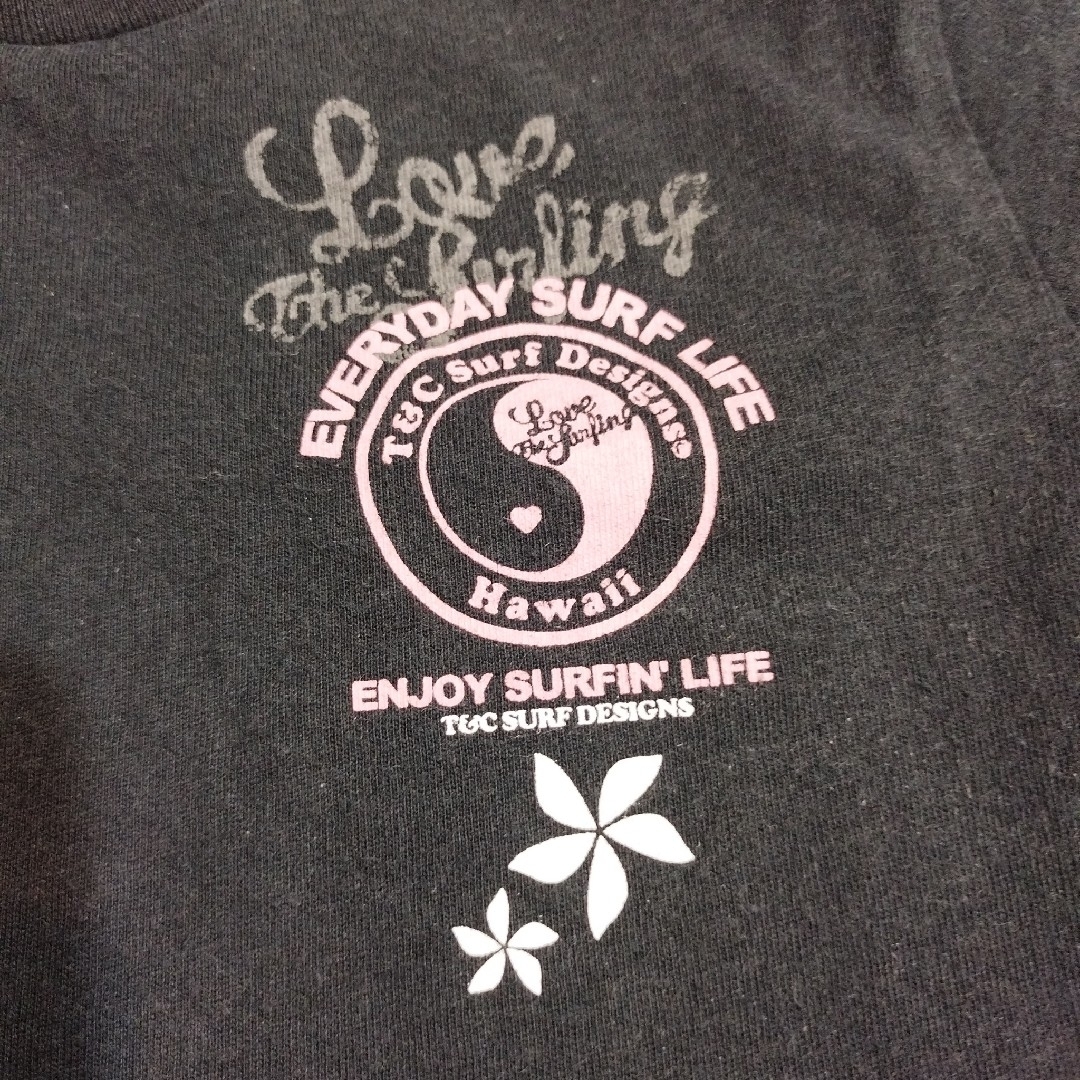 Love,
The Surfing
EVERYDAY SURF LIFE
T&C Surf Designs®
Love
The Surfing
Hawaii
ENJOY SURFIN' LIFE
T&C SURF DESIGNS